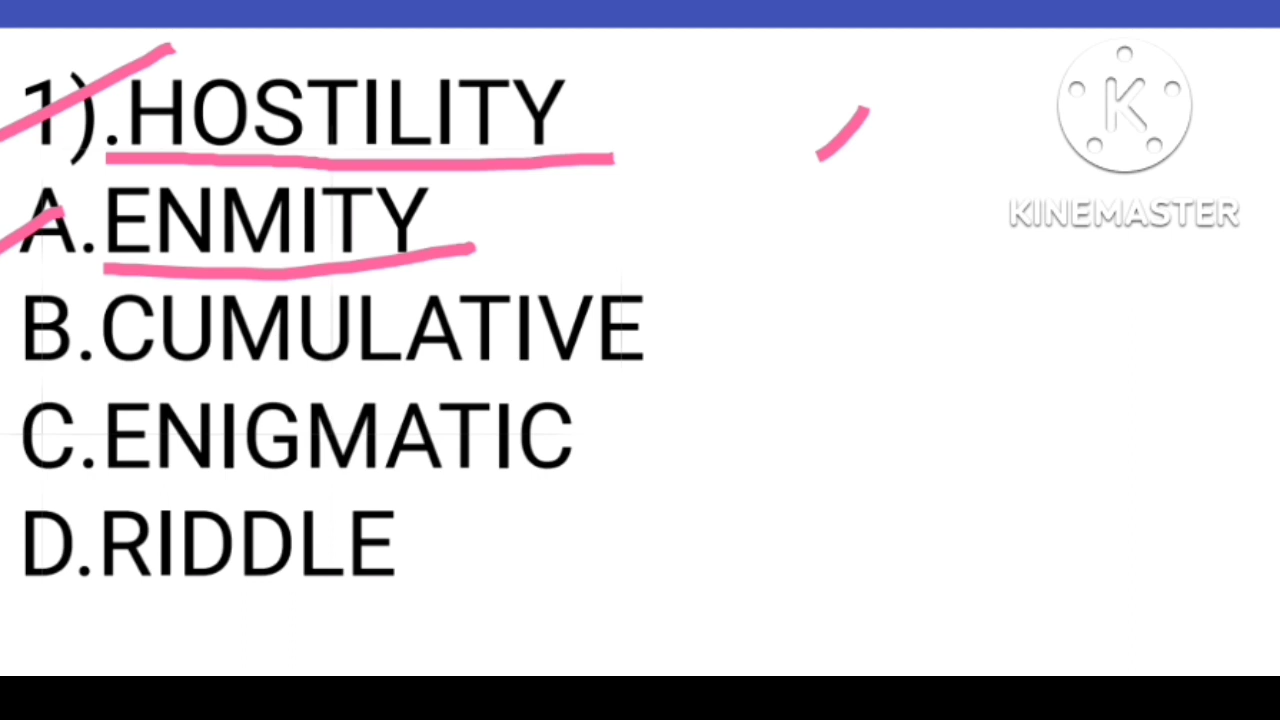 1).HOSTILITY
A.ENMITY
B.CUMULATIVE
C.ENIGMATIC
D.RIDDLE
K
KINEMASTER